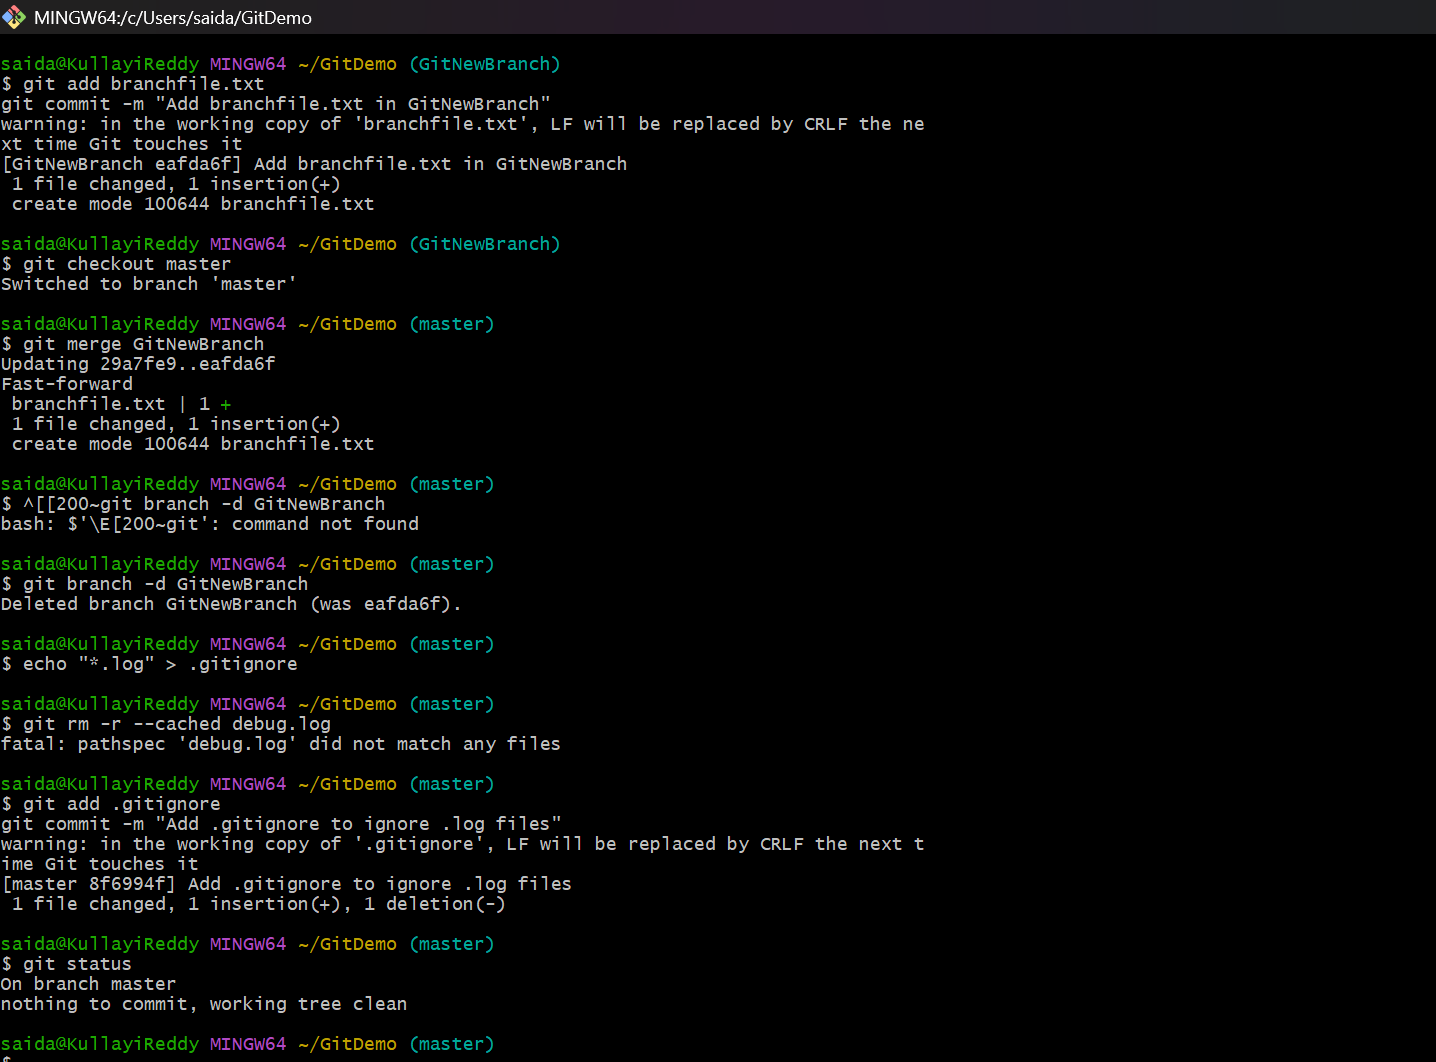 MINGW64:/c/Users/saida/GitDemo
saida@KullayiReddy MINGW64 ~/GitDemo (GitNewBranch)
$ git add branchfile.txt
git commit -m "Add branchfile.txt in GitNewBranch"
warning: in the working copy of 'branchfile.txt', LF will be replaced by CRLF the ne
xt time Git touches it
[GitNewBranch eafda6f] Add branchfile.txt in GitNewBranch
 1 file changed, 1 insertion(+)
 create mode 100644 branchfile.txt
saida@KullayiReddy MINGW64 ~/GitDemo (GitNewBranch)
$ git checkout master
Switched to branch 'master'
saida@KullayiReddy MINGW64 ~/GitDemo (master)
$ git merge GitNewBranch
Updating 29a7fe9..eafda6f
Fast-forward
 branchfile.txt | 1 +
 1 file changed, 1 insertion(+)
 create mode 100644 branchfile.txt
saida@KullayiReddy MINGW64 ~/GitDemo (master)
$ ^[[200~git branch -d GitNewBranch
bash: $'\E[200~git': command not found
saida@KullayiReddy MINGW64 ~/GitDemo (master)
$ git branch -d GitNewBranch
Deleted branch GitNewBranch (was eafda6f).
saida@KullayiReddy MINGW64 ~/GitDemo (master)
$ echo "*.log" > .gitignore
saida@KullayiReddy MINGW64 ~/GitDemo (master)
$ git rm -r --cached debug.log
fatal: pathspec 'debug.log' did not match any files
saida@KullayiReddy MINGW64 ~/GitDemo (master)
$ git add .gitignore
git commit -m "Add .gitignore to ignore .log files"
warning: in the working copy of '.gitignore', LF will be replaced by CRLF the next t
ime Git touches it
[master 8f6994f] Add .gitignore to ignore .log files
 1 file changed, 1 insertion(+), 1 deletion(-)
saida@KullayiReddy MINGW64 ~/GitDemo (master)
$ git status
On branch master
nothing to commit, working tree clean
saida@KullayiReddy MINGW64 ~/GitDemo (master)
$